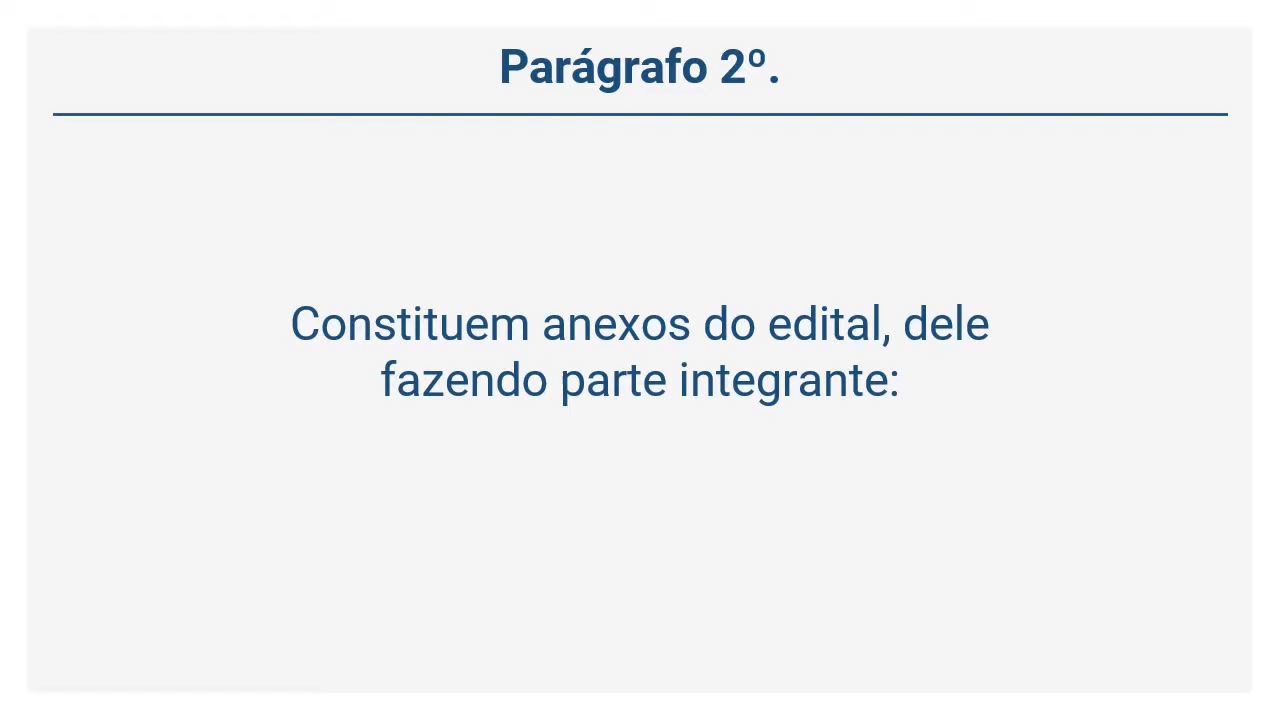 Parágrafo 2º.
Constituem anexos do edital, dele
fazendo parte integrante: